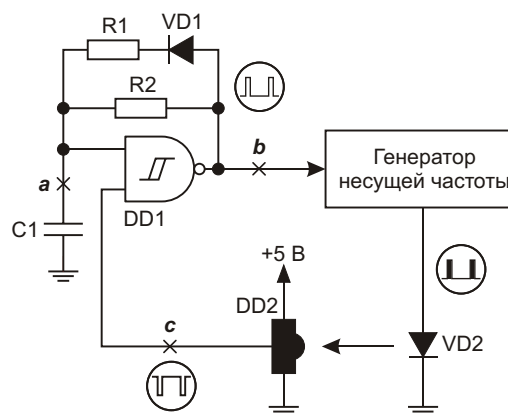 R1
VD1
R2
b
Генератор
несущей частоты
a
DD1
C1
+5 В
DD2
c
VD2